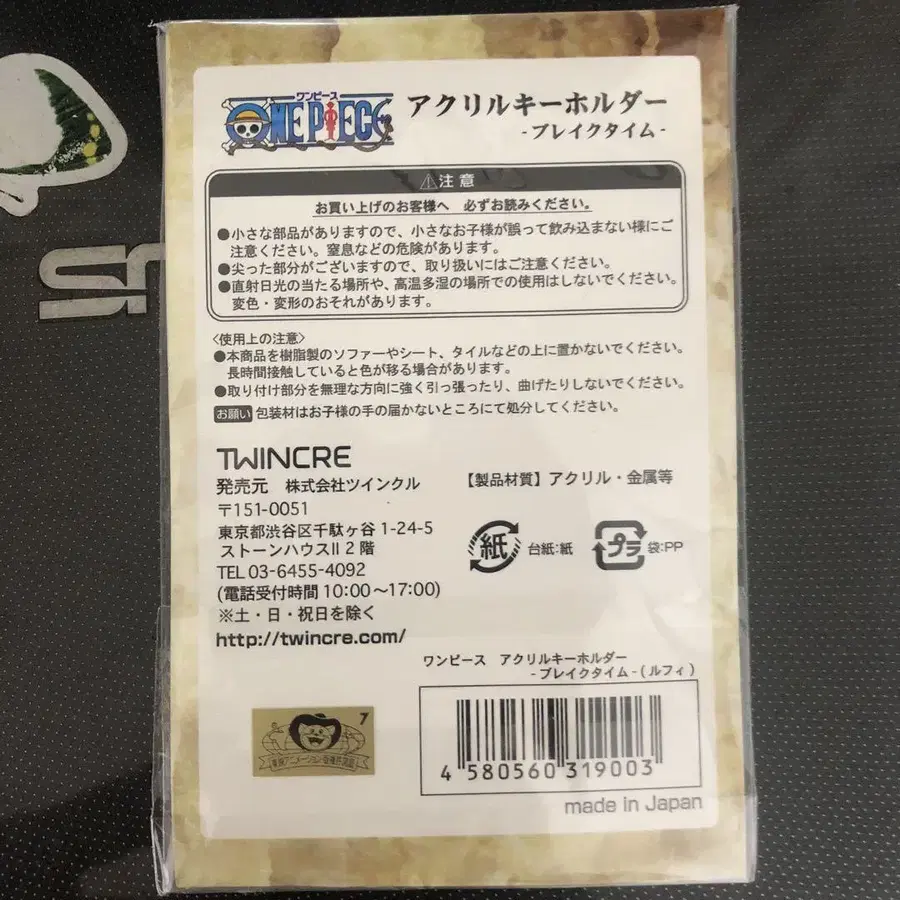 ワンピース
ONE PIECE
アクリルキーホルダー
-ブレイクタイム-
⚠注意
お買い上げのお客様へ 必ずお読みください。
●小さな部品がありますので、小さなお子様が誤って飲み込まない様にご
注意ください。窒息などの危険があります。
●尖った部分がございますので、取り扱いにはご注意ください。
●直射日光の当たる場所や、高温多湿の場所での使用はしないでください。
変色・変形のおそれがあります。
〈使用上の注意〉
●本商品を樹脂製のソファーやシート、タイルなどの上に置かないでください。
長時間接触していると色が移る場合があります。
●取り付け部分を無理な方向に強く引っ張ったり、曲げたりしないでください。
お願い 包装材はお子様の手の届かないところにて処分してください。
TWINCRE
発売元 株式会社ツインクル
〒151-0051
東京都渋谷区千駄ヶ谷 1-24-5
ストーンハウスII 2 階
TEL 03-6455-4092
(電話受付時間 10:00～17:00)
※土・日・祝日を除く
http://twincre.com/
【製品材質】アクリル・金属等
紙 台紙:紙
プラ 袋:PP
ワンピース アクリルキーホルダー
-ブレイクタイム-(ルフィ)
4 580560 319003
made in Japan
7